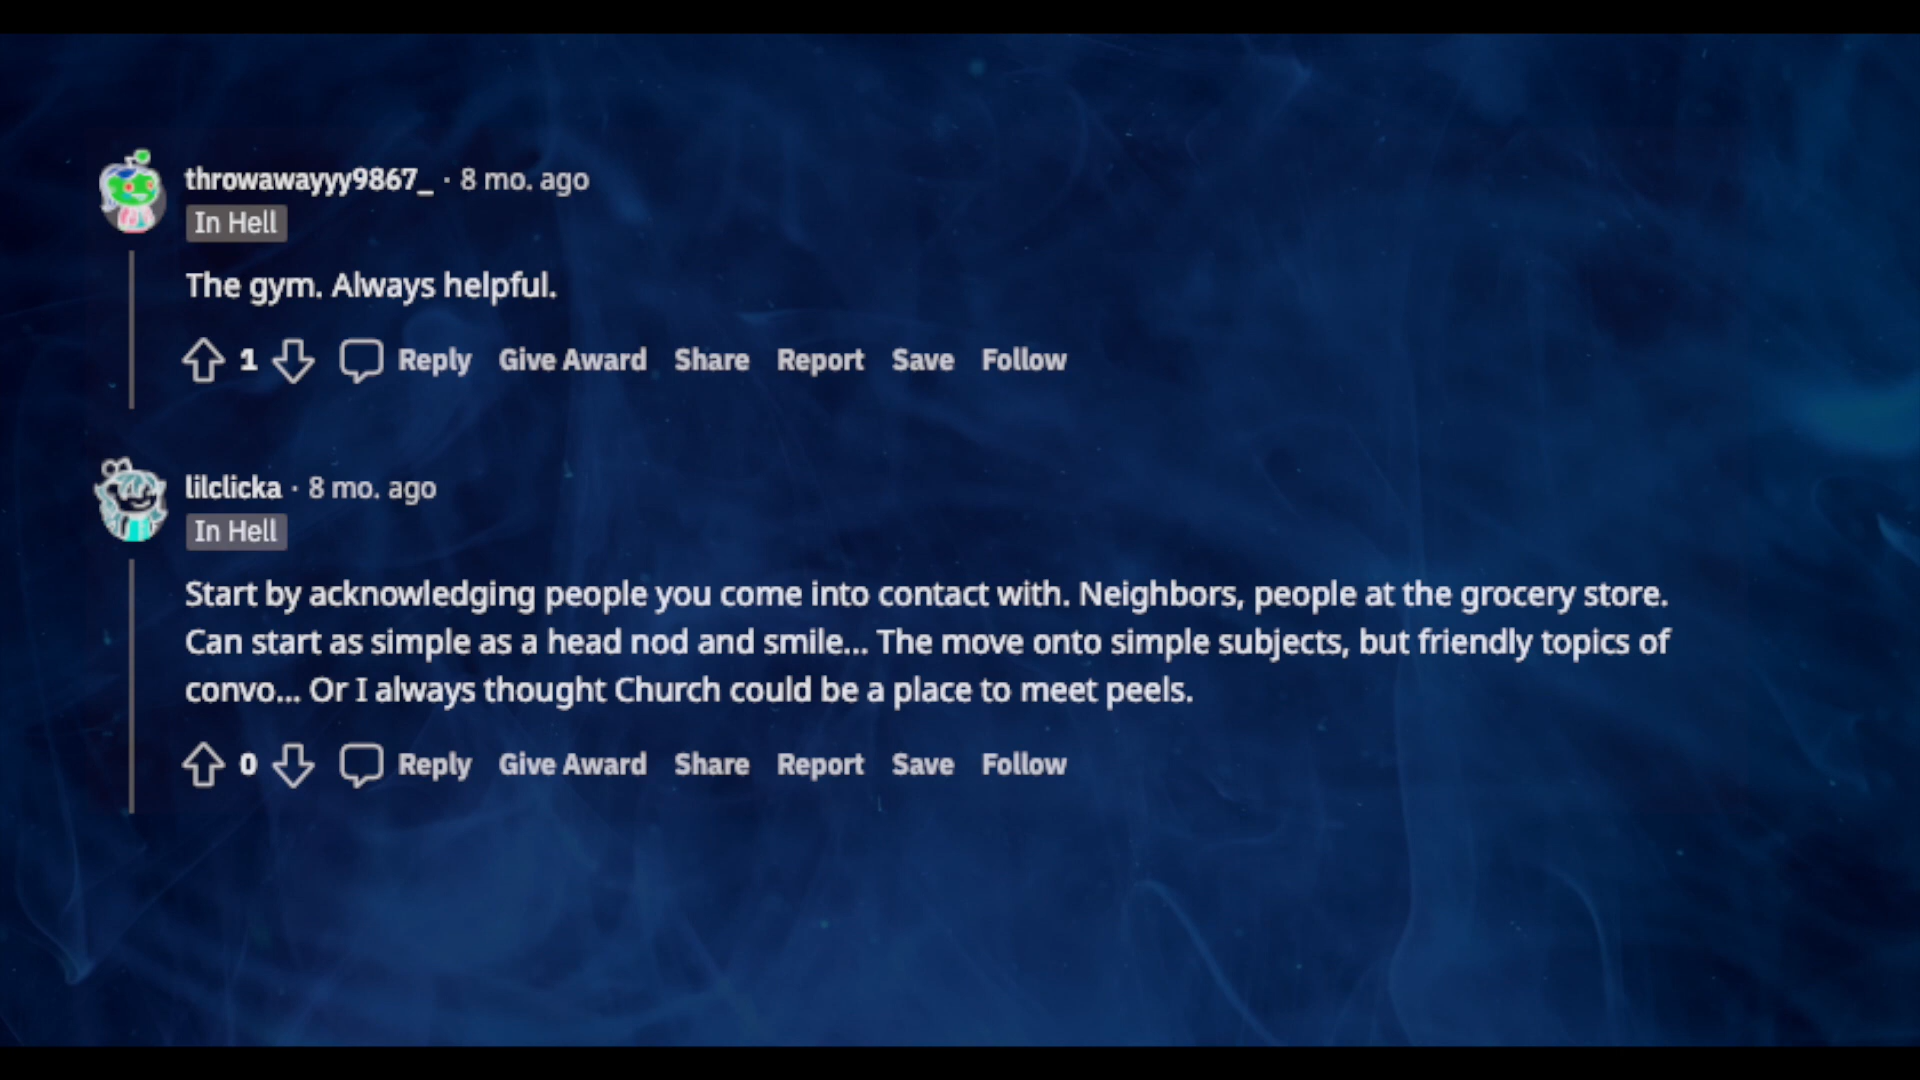 throwawayyy9867_ · 8 mo. ago
In Hell
The gym. Always helpful.
1 Reply Give Award Share Report Save Follow
lilclicka · 8 mo. ago
In Hell
Start by acknowledging people you come into contact with. Neighbors, people at the grocery store.
Can start as simple as a head nod and smile... The move onto simple subjects, but friendly topics of
convo... Or I always thought Church could be a place to meet peels.
0 Reply Give Award Share Report Save Follow